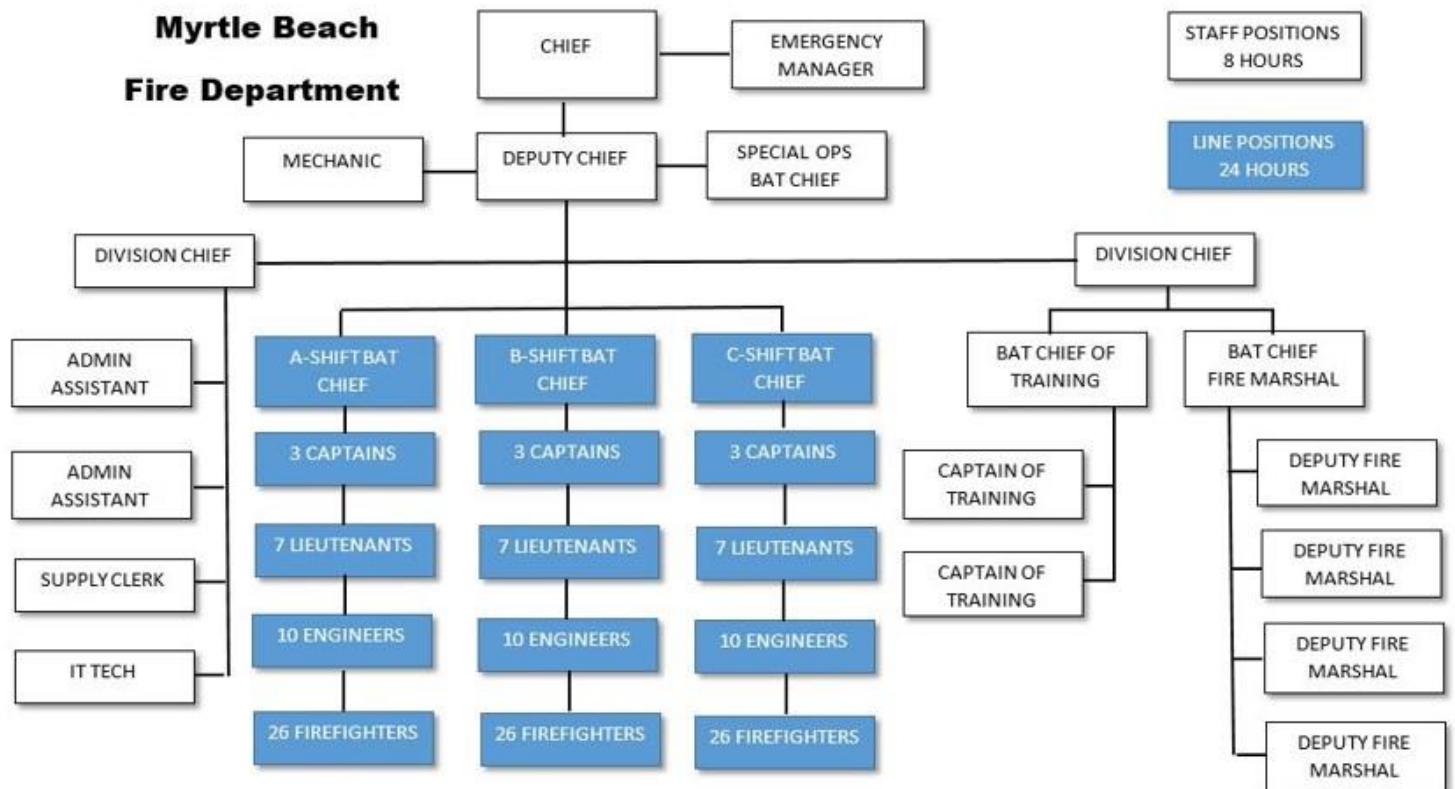 Myrtle Beach
Fire Department
CHIEF
EMERGENCY
MANAGER
STAFF POSITIONS
8 HOURS
LINE POSITIONS
24 HOURS
MECHANIC
DEPUTY CHIEF
SPECIAL OPS
BAT CHIEF
DIVISION CHIEF
DIVISION CHIEF
ADMIN
ASSISTANT
ADMIN
ASSISTANT
SUPPLY CLERK
IT TECH
A-SHIFT BAT
CHIEF
3 CAPTAINS
7 LIEUTENANTS
10 ENGINEERS
26 FIREFIGHTERS
B-SHIFT BAT
CHIEF
3 CAPTAINS
7 LIEUTENANTS
10 ENGINEERS
26 FIREFIGHTERS
C-SHIFT BAT
CHIEF
3 CAPTAINS
7 LIEUTENANTS
10 ENGINEERS
26 FIREFIGHTERS
BAT CHIEF OF
TRAINING
CAPTAIN OF
TRAINING
CAPTAIN OF
TRAINING
BAT CHIEF
FIRE MARSHAL
DEPUTY FIRE
MARSHAL
DEPUTY FIRE
MARSHAL
DEPUTY FIRE
MARSHAL
DEPUTY FIRE
MARSHAL